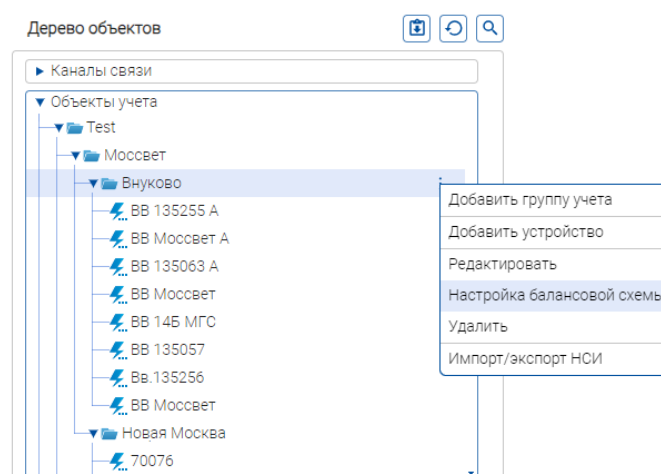 Дерево объектов
Каналы связи
Объекты учета
Test
Моссвет
Внуково
ВВ 135255 А
ВВ Моссвет А
ВВ 135063 А
ВВ Моссвет
ВВ 14Б МГС
ВВ 135057
Вв.135256
ВВ Моссвет
Новая Москва
70076
Добавить группу учета
Добавить устройство
Редактировать
Настройка балансовой схемы
Удалить
Импорт/экспорт НСИ